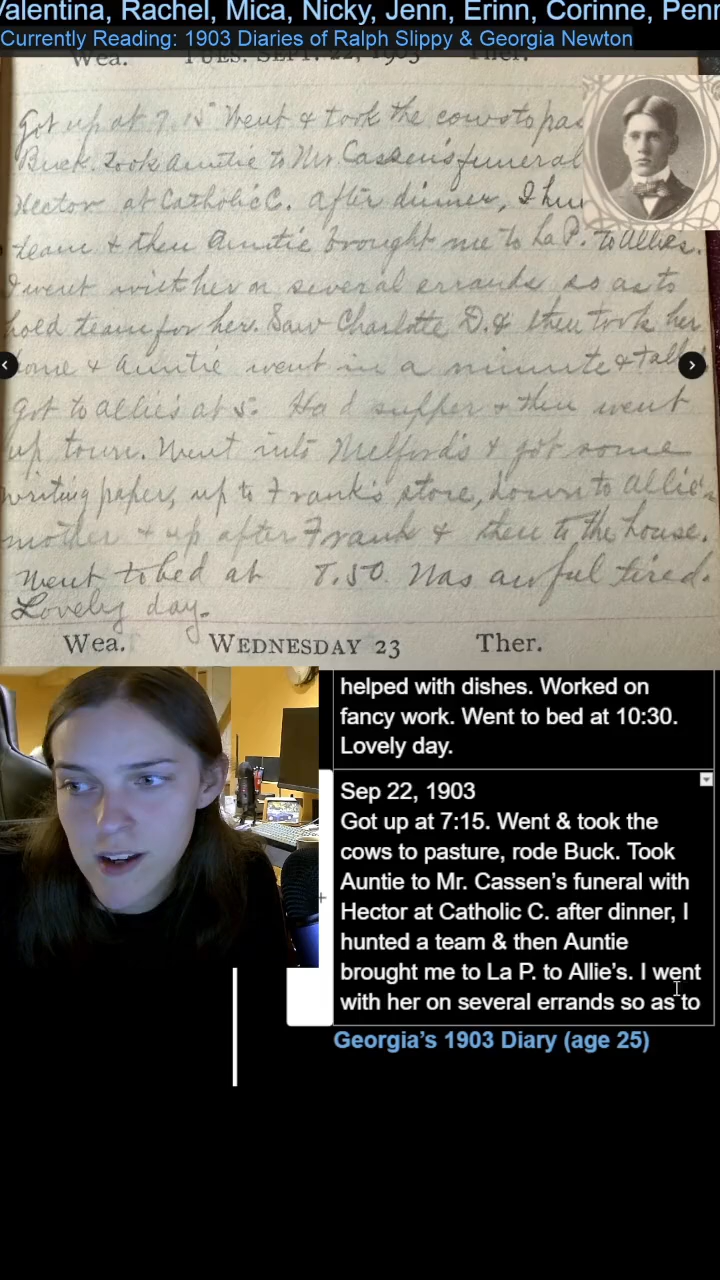 Valentina, Rachel, Mica, Nicky, Jenn, Erinn, Corinne, Penn
Currently Reading: 1903 Diaries of Ralph Slippy & Georgia Newton
Wea. TUES. SEPT. 22, 1903 Ther.
Got up at 7.15 Went & took the cows to pas
Buck. Took Auntie to Mr. Cassen's funeral
Hector at Catholic C. After dinner, I hu
team & then Auntie brought me to La P. to Allies.
I went with her on several errands so as to
hold team for her. Saw Charlotte D. & then took her
home & Auntie went in a minute & talk
Got to Allie's at 5. Had supper & then went
up town. Went into Melford's & got some
writing paper, up to Frank's store, down to Allie's
mother & up after Frank & then to the house.
Went to bed at 8.50. Was awful tired.
Lovely day.
Wea. WEDNESDAY 23 Ther.
helped with dishes. Worked on
fancy work. Went to bed at 10:30.
Lovely day.
Sep 22, 1903
Got up at 7:15. Went & took the
cows to pasture, rode Buck. Took
Auntie to Mr. Cassen's funeral with
Hector at Catholic C. after dinner, I
hunted a team & then Auntie
brought me to La P. to Allie's. I went
with her on several errands so as to
Georgia's 1903 Diary (age 25)